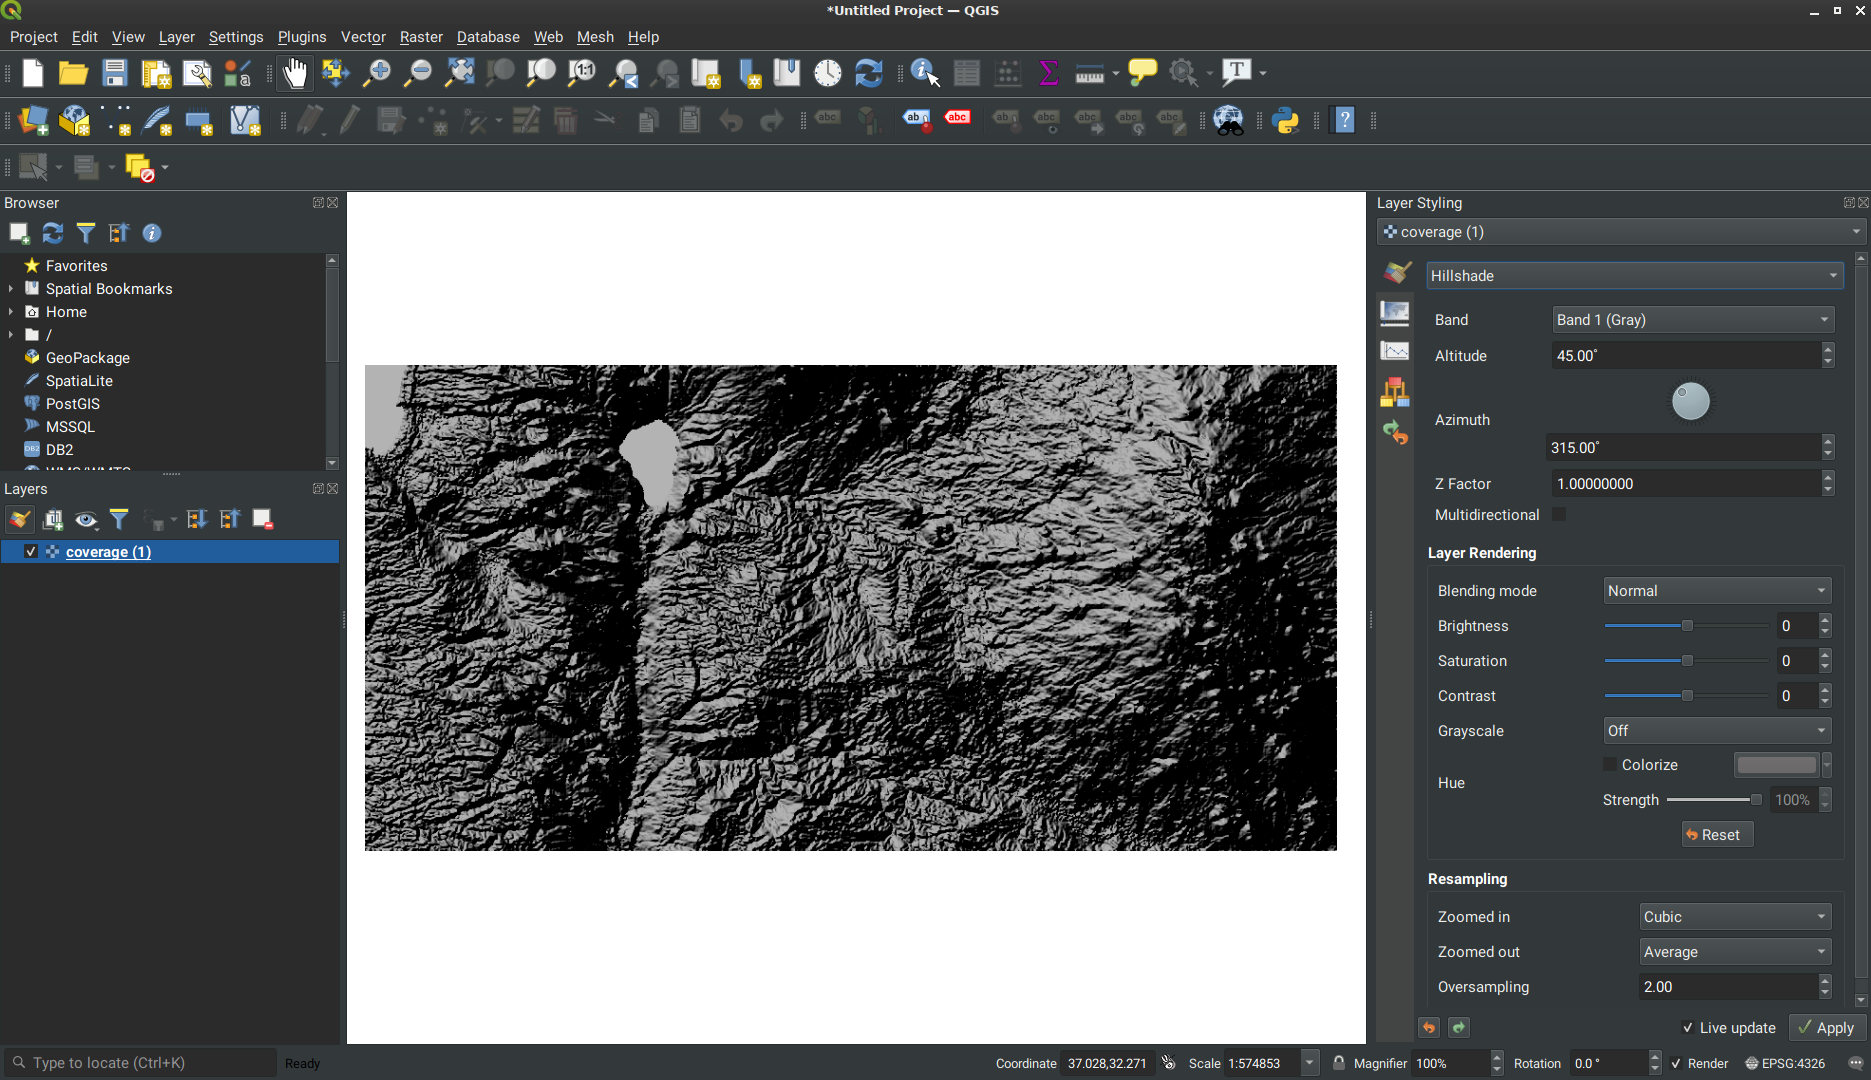 *Untitled Project — QGIS
Project Edit View Layer Settings Plugins Vector Raster Database Web Mesh Help
Browser
Favorites
Spatial Bookmarks
Home
/
GeoPackage
SpatiaLite
PostGIS
MSSQL
DB2
Layers
coverage (1)
Layer Styling
coverage (1)
Hillshade
Band Band 1 (Gray)
Altitude 45.00°
Azimuth
315.00°
Z Factor 1.00000000
Multidirectional
Layer Rendering
Blending mode Normal
Brightness 0
Saturation 0
Contrast 0
Grayscale Off
Colorize
Hue
Strength 100%
Reset
Resampling
Zoomed in Cubic
Zoomed out Average
Oversampling 2.00
Live update Apply
Type to locate (Ctrl+K) Ready Coordinate 37.028,32.271 Scale 1:574853 Magnifier 100% Rotation 0.0 ° Render EPSG:4326